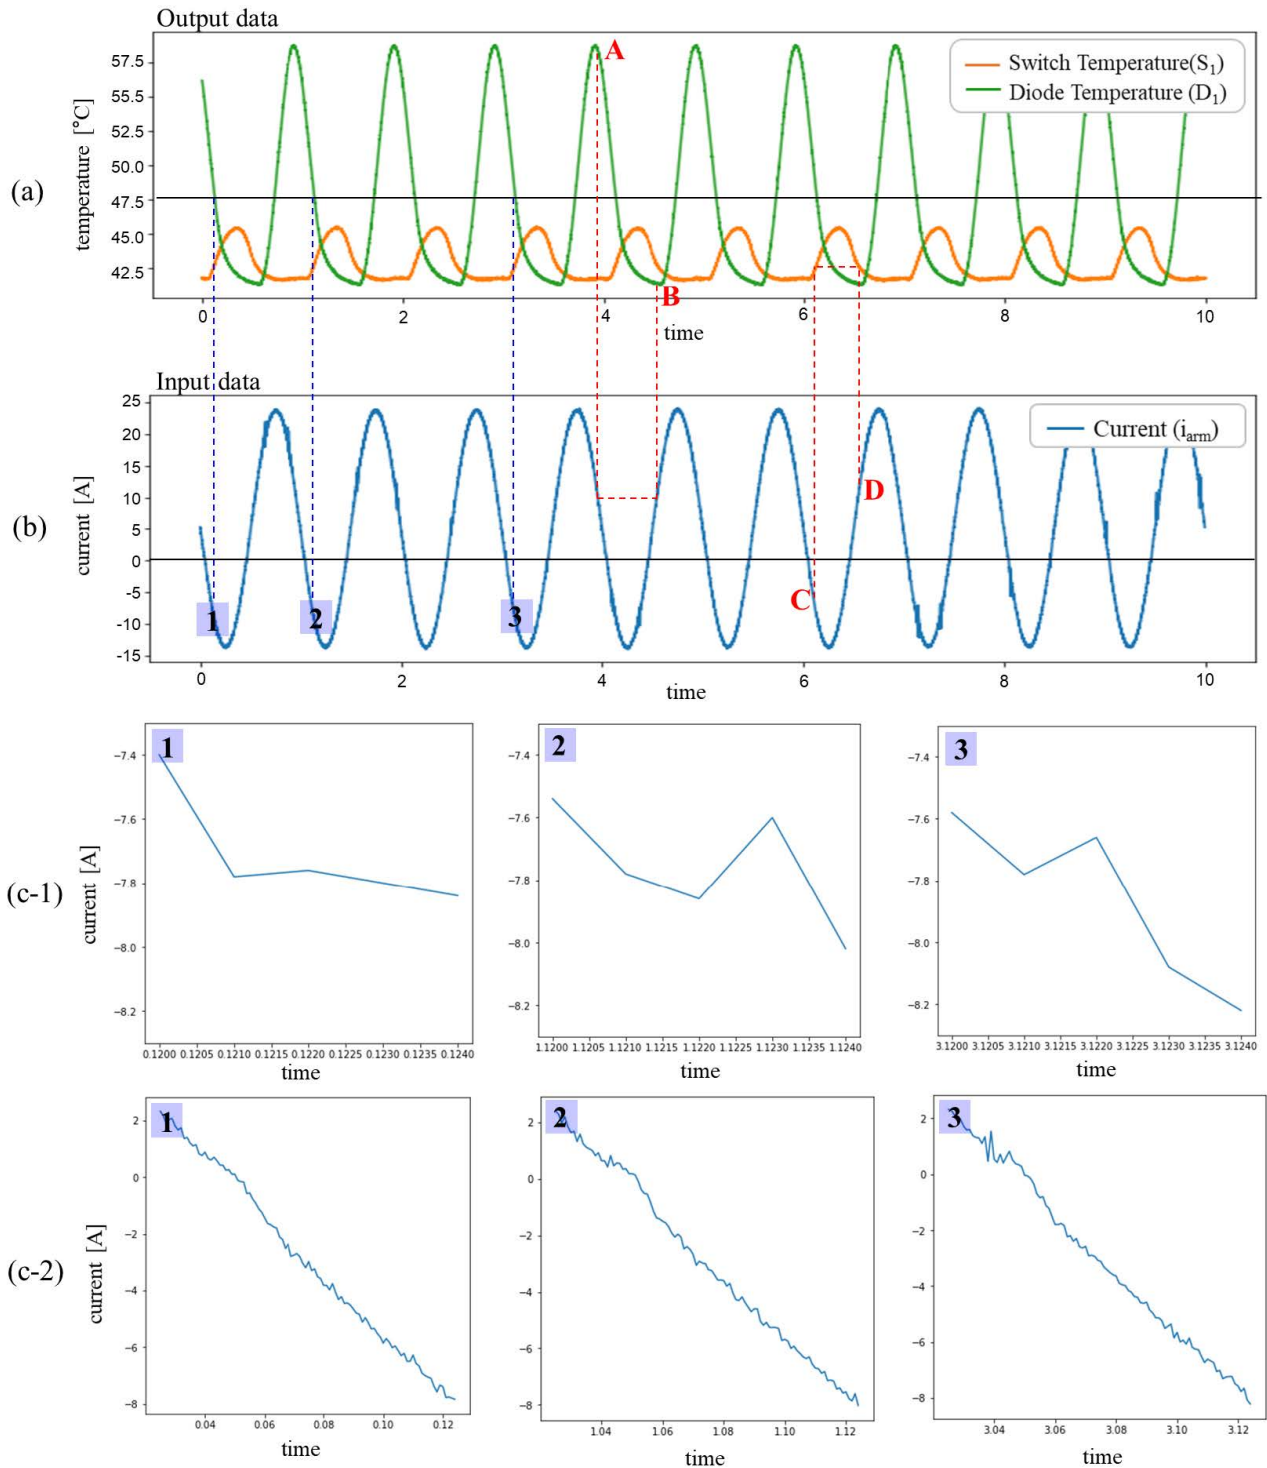 Output data
(a)
temperature [°C]
57.5
55.5
52.5
50.0
47.5
45.0
42.5
A
B
Switch Temperature(S₁)
Diode Temperature (D₁)
0 2 4 6 8 10
time
Input data
(b)
current [A]
25
20
15
10
5
0
-5
-10
-15
Current (iarm)
D
C
1 2 3
0 2 4 6 8 10
time
(c-1)
current [A]
1
−7.4
−7.6
−7.8
−8.0
−8.2
0.1200 0.1205 0.1210 0.1215 0.1220 0.1225 0.1230 0.1235 0.1240
time
2
−7.4
−7.6
−7.8
−8.0
−8.2
1.1200 1.1205 1.1210 1.1215 1.1220 1.1225 1.1230 1.1235 1.1240
time
3
−7.4
−7.6
−7.8
−8.0
−8.2
3.1200 3.1205 3.1210 3.1215 3.1220 3.1225 3.1230 3.1235 3.1240
time
(c-2)
current [A]
1
2
0
−2
−4
−6
−8
0.04 0.06 0.08 0.10 0.12
time
2
2
0
−2
−4
−6
−8
1.04 1.06 1.08 1.10 1.12
time
3
2
0
−2
−4
−6
−8
3.04 3.06 3.08 3.10 3.12
time